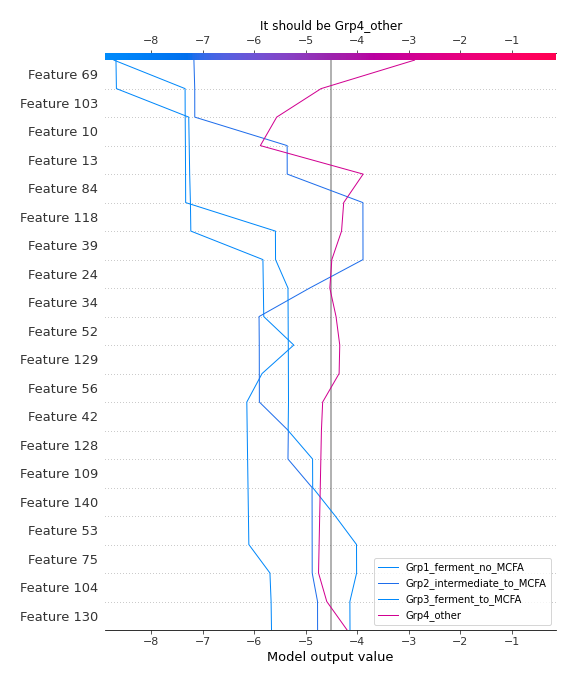 It should be Grp4_other
−8 −7 −6 −5 −4 −3 −2 −1
Feature 69
Feature 103
Feature 10
Feature 13
Feature 84
Feature 118
Feature 39
Feature 24
Feature 34
Feature 52
Feature 129
Feature 56
Feature 42
Feature 128
Feature 109
Feature 140
Feature 53
Feature 75
Feature 104
Feature 130
Grp1_ferment_no_MCFA
Grp2_intermediate_to_MCFA
Grp3_ferment_to_MCFA
Grp4_other
−8 −7 −6 −5 −4 −3 −2 −1
Model output value